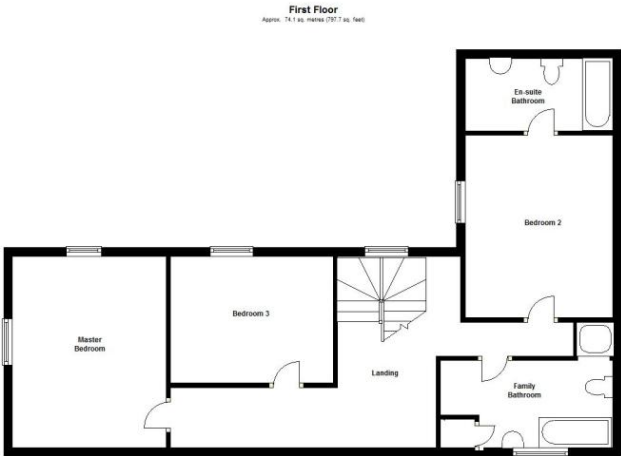 First Floor
Approx. 74.1 sq. metres (797.7 sq. feet)
En-suite
Bathroom
Bedroom 2
Bedroom 3
Master
Bedroom
Landing
Family
Bathroom